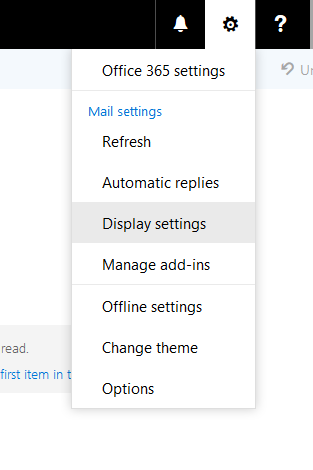 ?
Office 365 settings
Un
Mail settings
Refresh
Automatic replies
Display settings
Manage add-ins
Offline settings
read.
Change theme
first item in t
Options